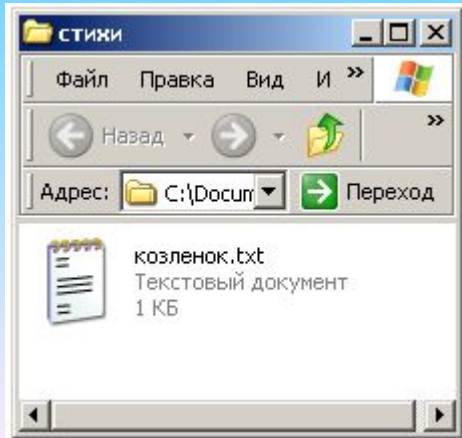 стихи
Файл Правка Вид И »
Назад »
Адрес: C:\Docum Переход
козленок.txt
Текстовый документ
1 КБ